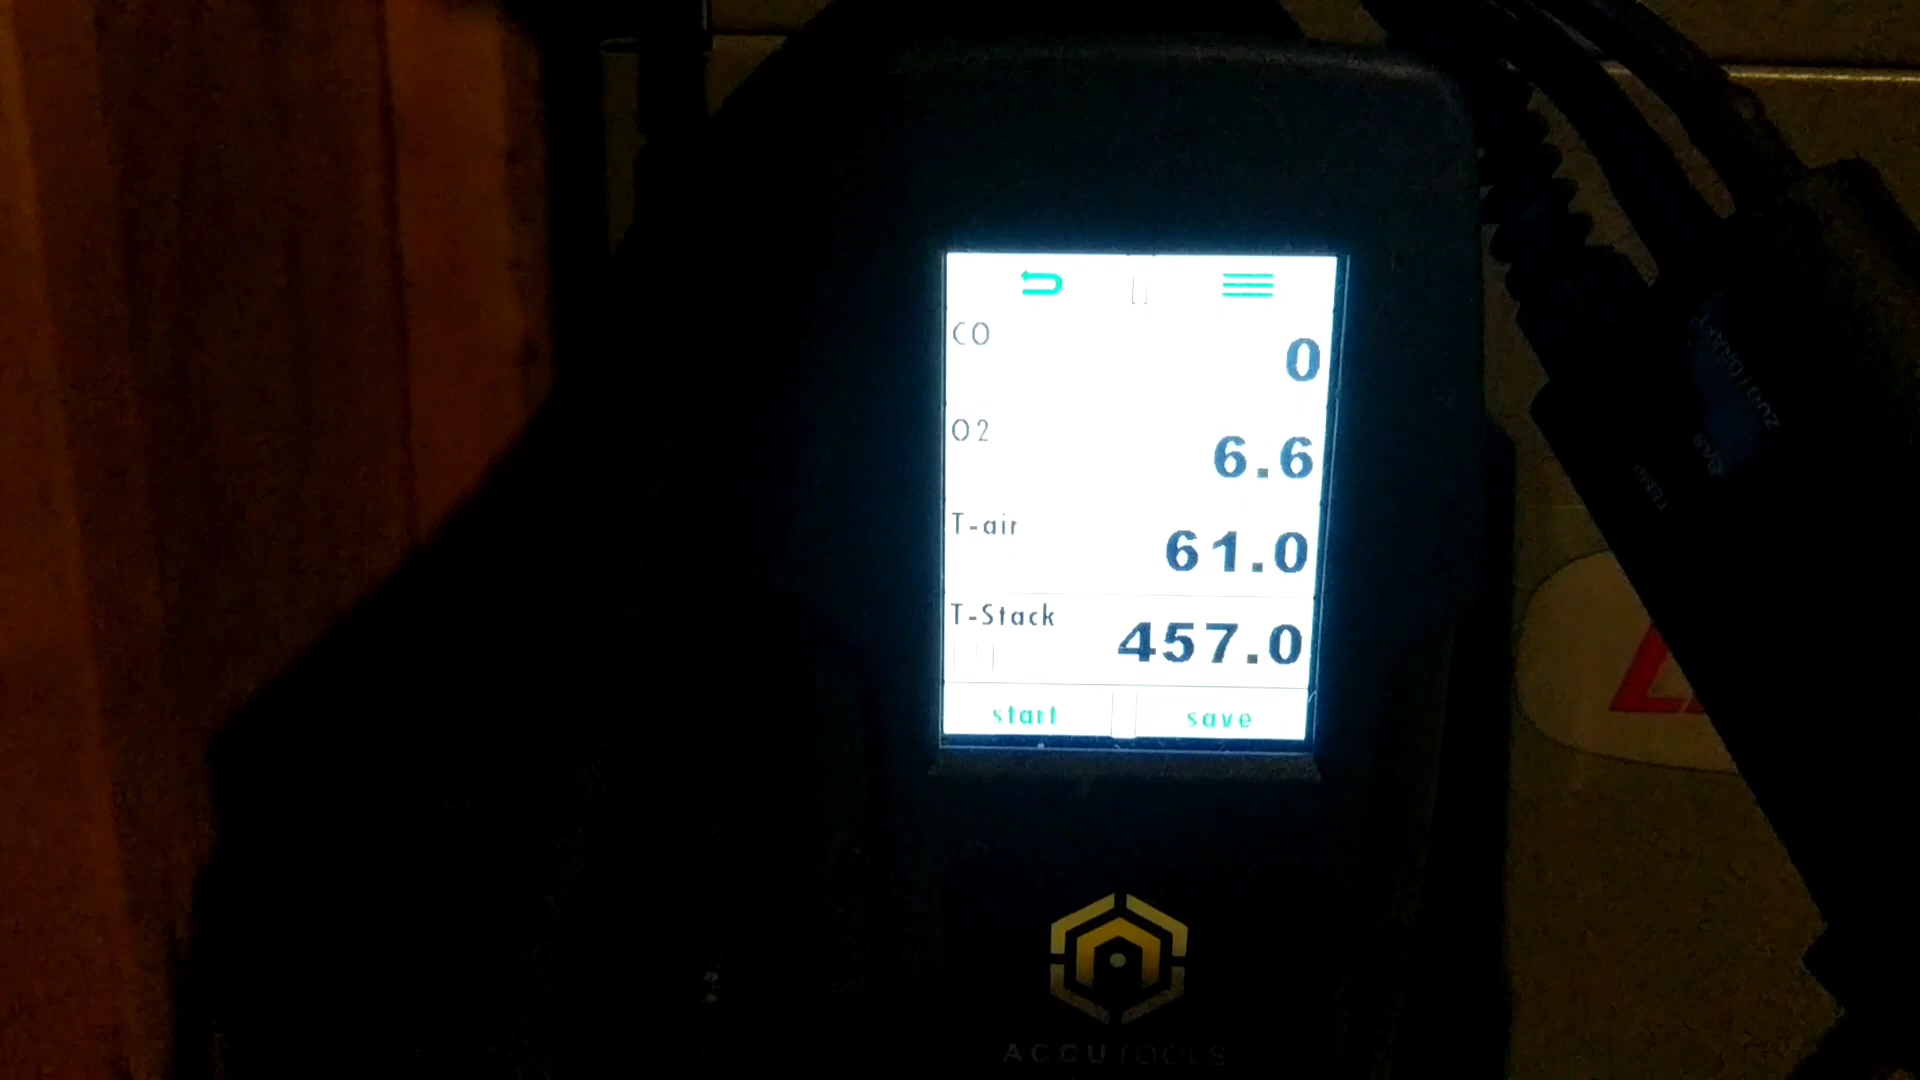 CO
0
O2
6.6
T-air
61.0
T-Stack
457.0
start
save
ACCUTOOLS